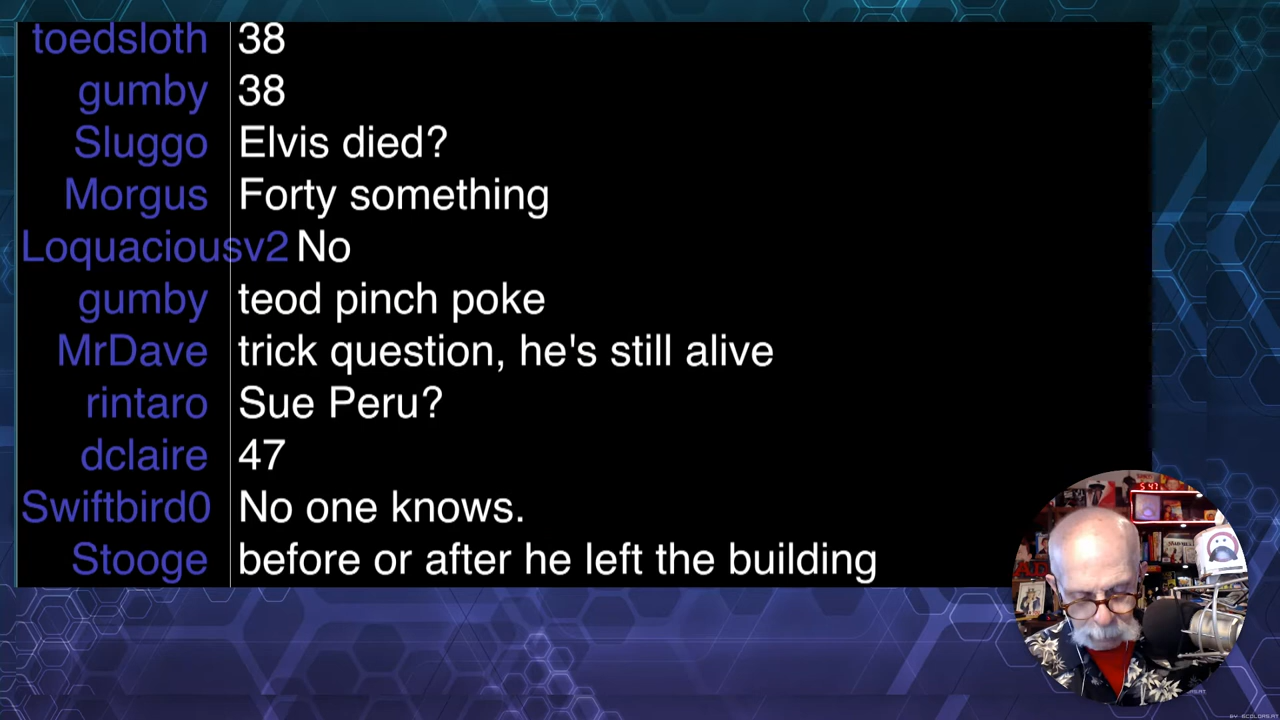 toedsloth 38
gumby 38
Sluggo Elvis died?
Morgus Forty something
Loquaciousv2 No
gumby teod pinch poke
MrDave trick question, he's still alive
rintaro Sue Peru?
dclaire 47
Swiftbird0 No one knows.
Stooge before or after he left the building
5 47